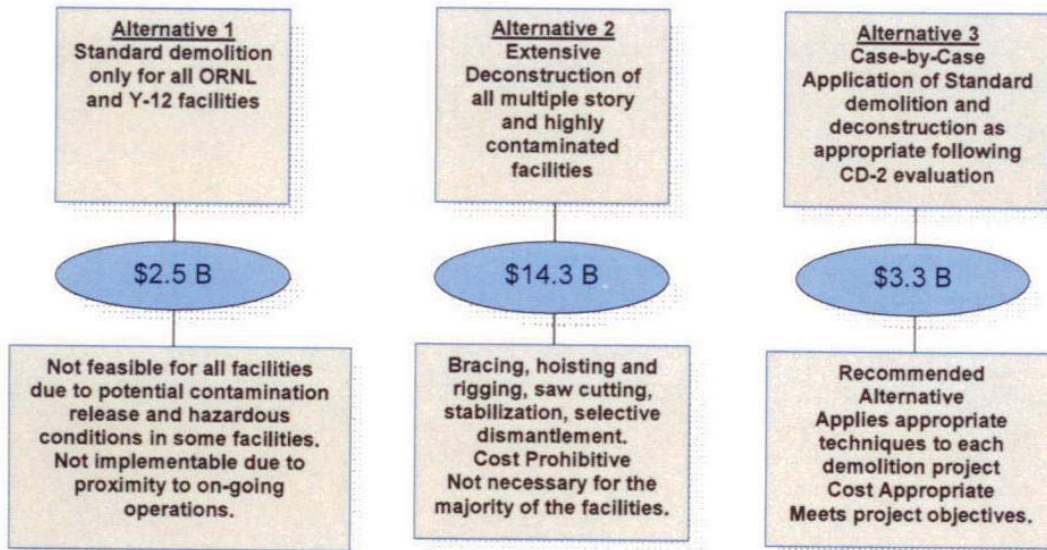 Alternative 1
Standard demolition
only for all ORNL
and Y-12 facilities
$2.5 B
Not feasible for all facilities
due to potential contamination
release and hazardous
conditions in some facilities.
Not implementable due to
proximity to on-going
operations.
Alternative 2
Extensive
Deconstruction of
all multiple story
and highly
contaminated
facilities
$14.3 B
Bracing, hoisting and
rigging, saw cutting,
stabilization, selective
dismantlement.
Cost Prohibitive
Not necessary for the
majority of the facilities.
Alternative 3
Case-by-Case
Application of Standard
demolition and
deconstruction as
appropriate following
CD-2 evaluation
$3.3 B
Recommended
Alternative
Applies appropriate
techniques to each
demolition project
Cost Appropriate
Meets project objectives.